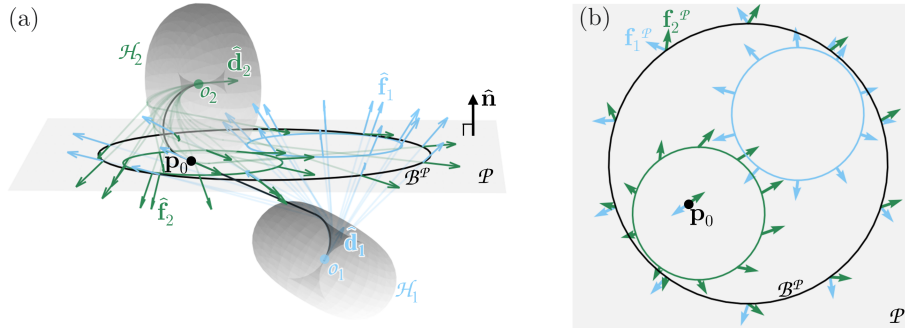 (a)
ℋ₂
d̂₂
o₂
f̂₁
n̂
p₀
ℬ^𝒫
𝒫
f̂₂
d̂₁
o₁
ℋ₁
(b)
f₁^𝒫
f₂^𝒫
p₀
ℬ^𝒫
𝒫